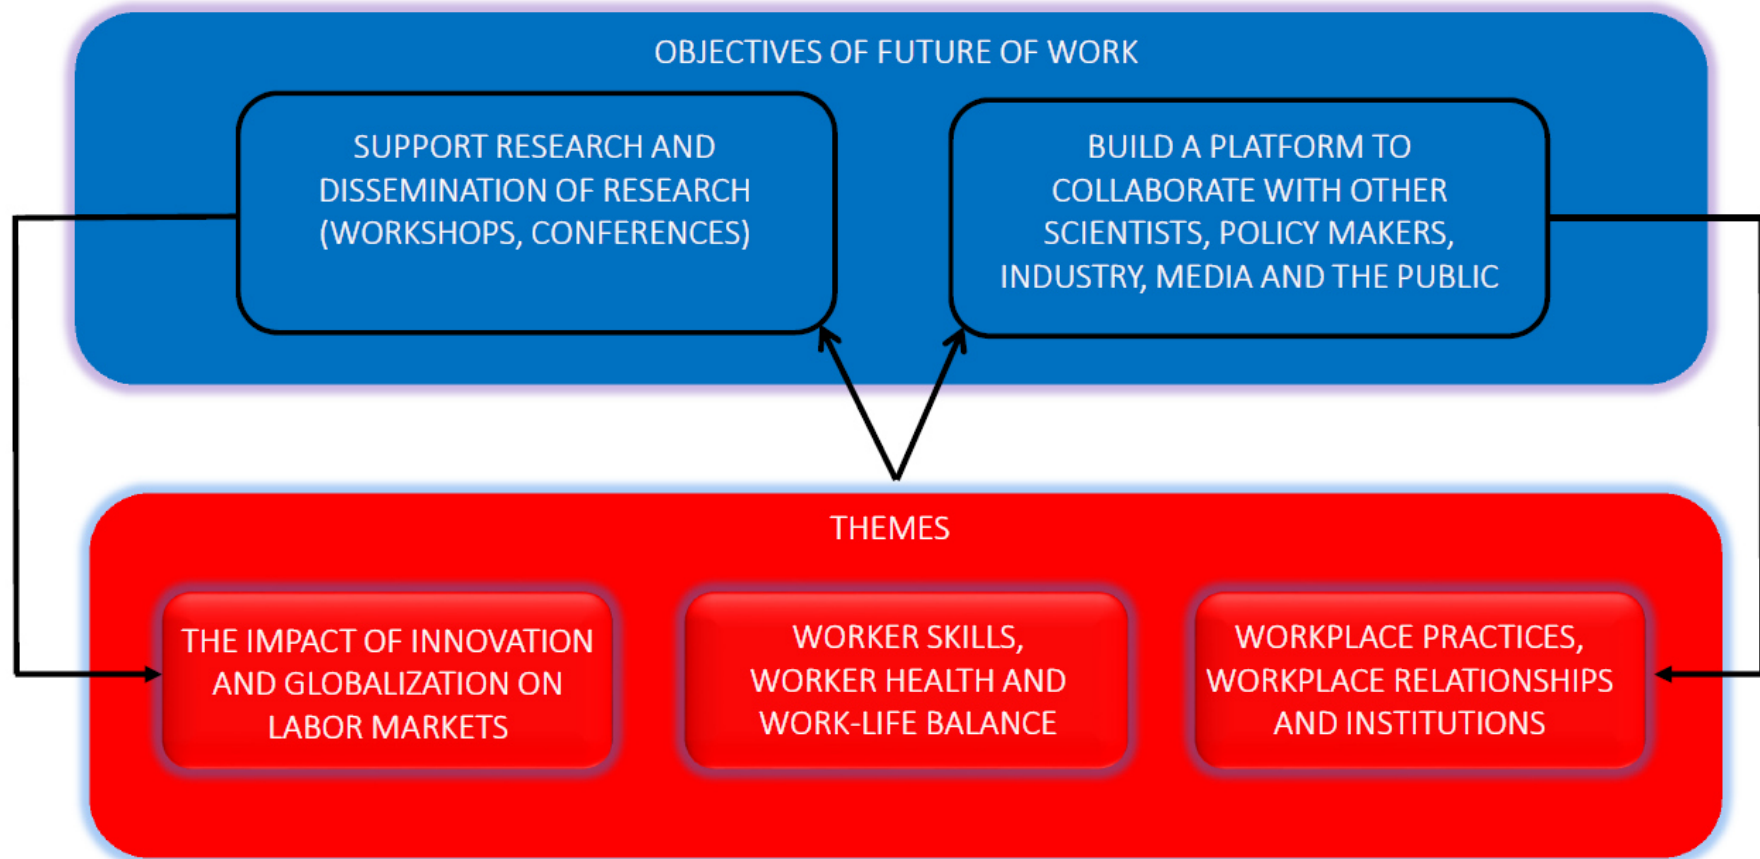 OBJECTIVES OF FUTURE OF WORK
SUPPORT RESEARCH AND
DISSEMINATION OF RESEARCH
(WORKSHOPS, CONFERENCES)
BUILD A PLATFORM TO
COLLABORATE WITH OTHER
SCIENTISTS, POLICY MAKERS,
INDUSTRY, MEDIA AND THE PUBLIC
THEMES
THE IMPACT OF INNOVATION
AND GLOBALIZATION ON
LABOR MARKETS
WORKER SKILLS,
WORKER HEALTH AND
WORK-LIFE BALANCE
WORKPLACE PRACTICES,
WORKPLACE RELATIONSHIPS
AND INSTITUTIONS